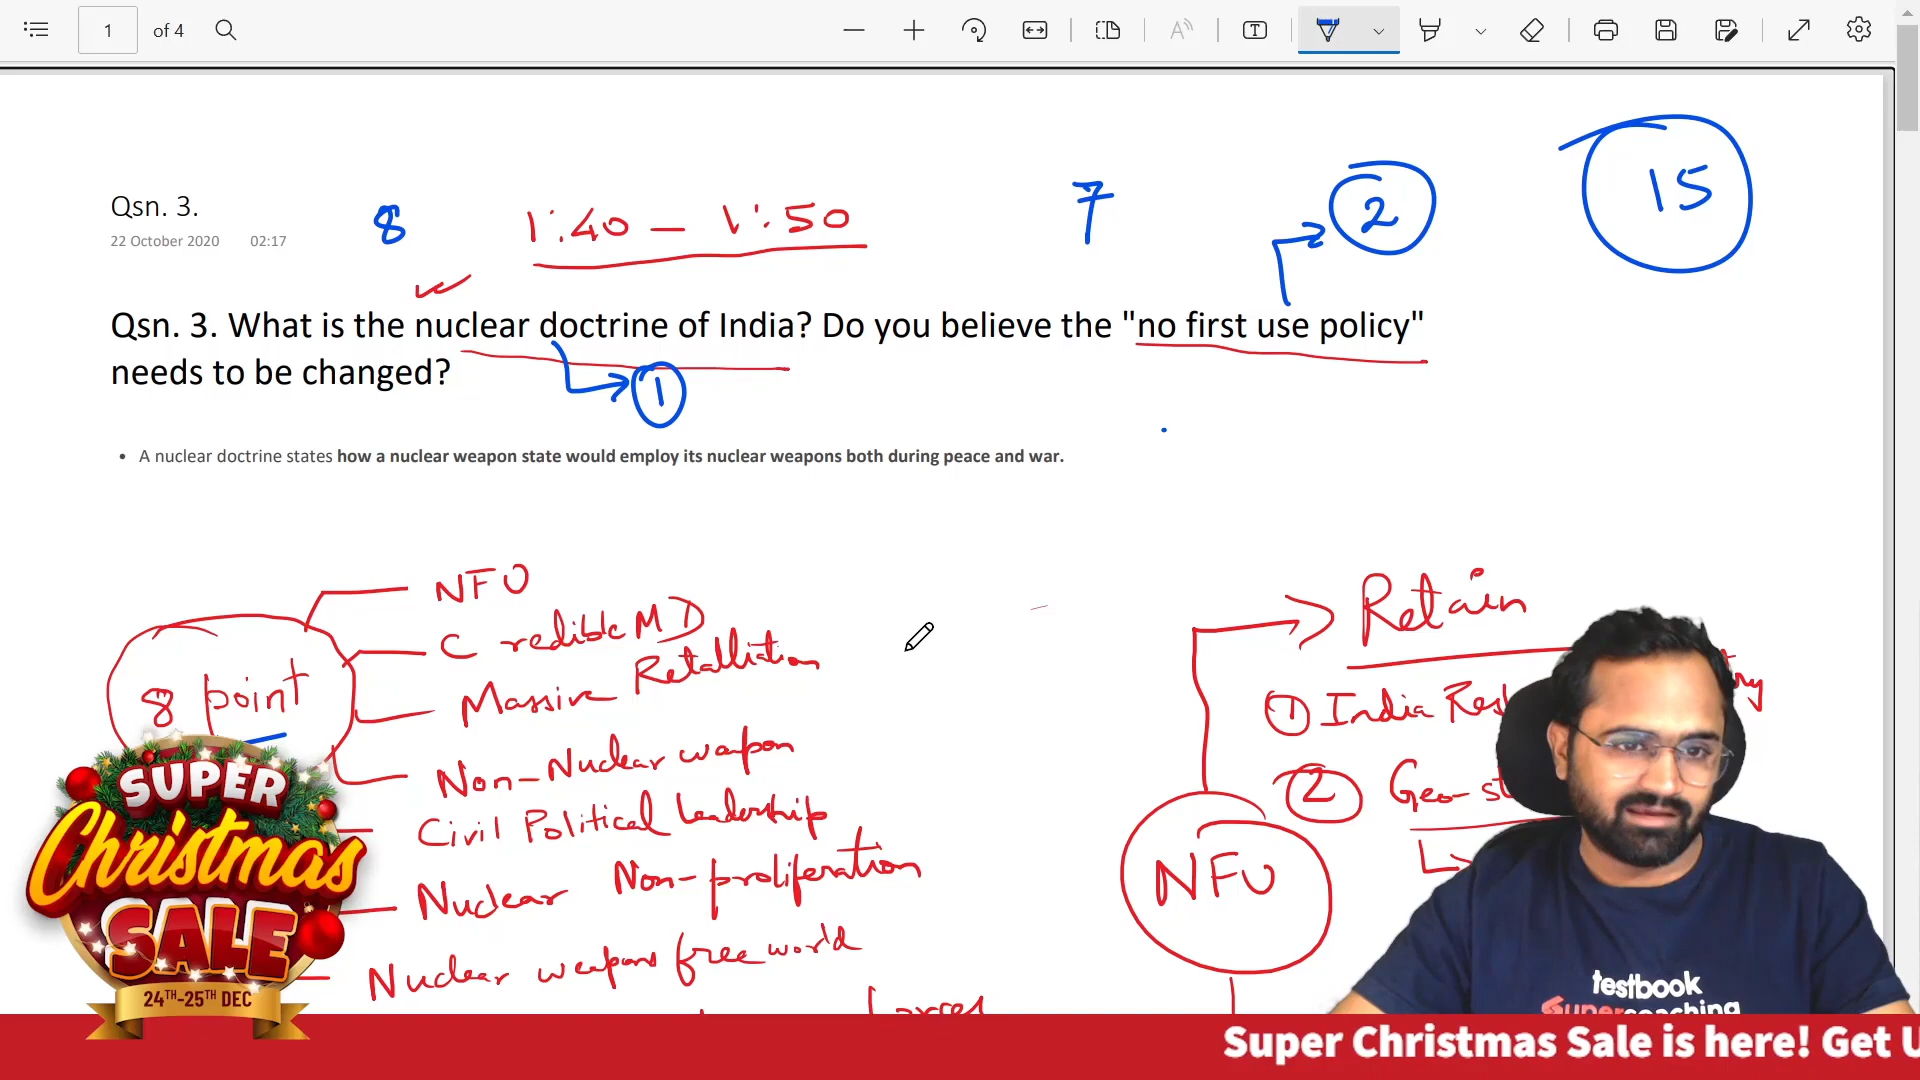 1 of 4
Qsn. 3.
22 October 2020 02:17
8 1:40 - 1:50 7 2 15
Qsn. 3. What is the nuclear doctrine of India? Do you believe the "no first use policy"
needs to be changed?
1
• A nuclear doctrine states how a nuclear weapon state would employ its nuclear weapons both during peace and war.
8 point
NFU
Credible MD
Massive Retalliation
Non-Nuclear weapon
Civil Political leadership
Nuclear Non-proliferation
Nuclear weapons free world
NFU
Retain
1 India
2 Geo-
SUPER
Christmas
SALE
24TH-25TH DEC
testbook
Supercoaching
Super Christmas Sale is here! Get U